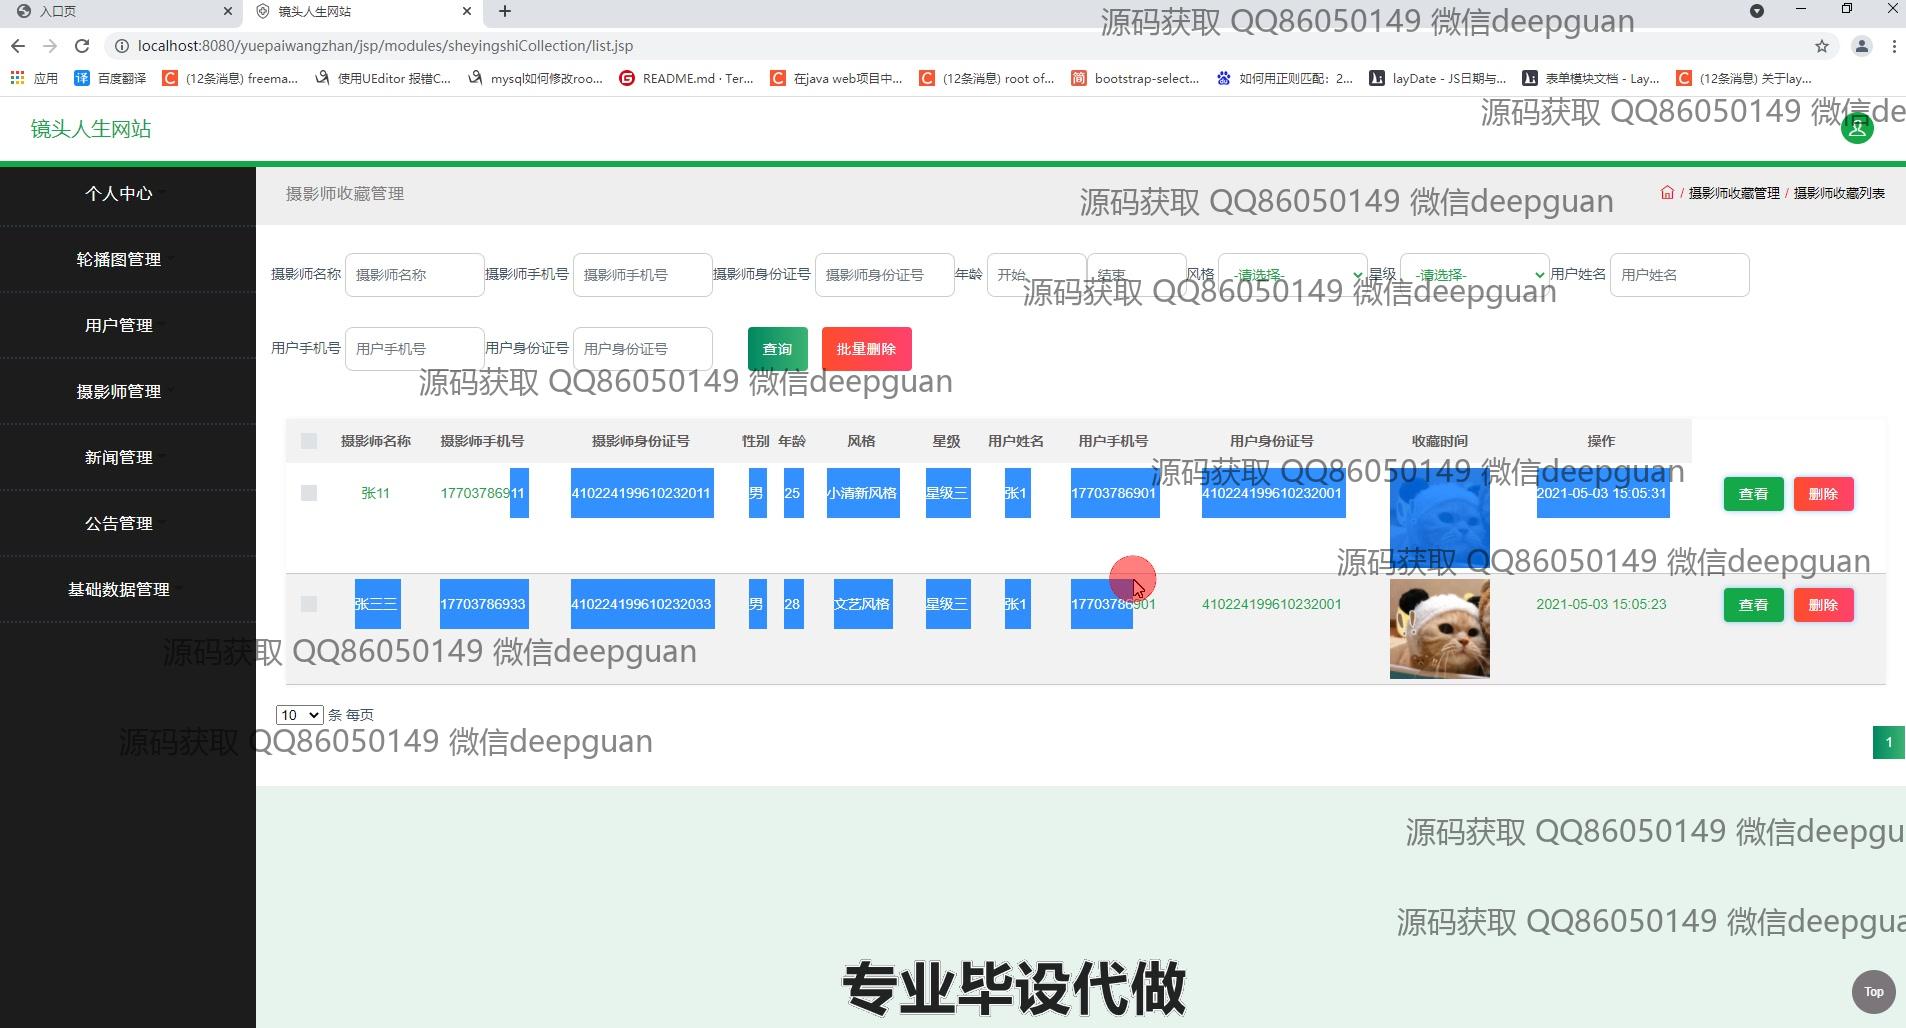 入口页
镜头人生网站
localhost:8080/yuepaiwangzhan/jsp/modules/sheyingshiCollection/list.jsp
应用 百度翻译 (12条消息) freema... 使用UEditor 报错C... mysql如何修改roo... README.md · Ter... 在java web项目中... (12条消息) root of... bootstrap-select... 如何用正则匹配：2... layDate - JS日期与... 表单模块文档 - Lay... (12条消息) 关于lay...
源码获取 QQ86050149 微信deepguan
源码获取 QQ86050149 微信de
镜头人生网站
个人中心
轮播图管理
用户管理
摄影师管理
新闻管理
公告管理
基础数据管理
摄影师收藏管理
源码获取 QQ86050149 微信deepguan
/ 摄影师收藏管理 / 摄影师收藏列表
摄影师名称 摄影师名称 摄影师手机号 摄影师手机号 摄影师身份证号 摄影师身份证号 年龄 开始 结束 风格 -请选择- 星级 -请选择- 用户姓名 用户姓名
源码获取 QQ86050149 微信deepguan
用户手机号 用户手机号 用户身份证号 用户身份证号 查询 批量删除
源码获取 QQ86050149 微信deepguan
摄影师名称 摄影师手机号 摄影师身份证号 性别 年龄 风格 星级 用户姓名 用户手机号 用户身份证号 收藏时间 操作
源码获取 QQ86050149 微信deepguan
张11 17703786911 410224199610232011 男 25 小清新风格 星级三 张1 17703786901 410224199610232001 2021-05-03 15:05:31 查看 删除
源码获取 QQ86050149 微信deepguan
张三三 17703786933 410224199610232033 男 28 文艺风格 星级三 张1 17703786901 410224199610232001 2021-05-03 15:05:23 查看 删除
源码获取 QQ86050149 微信deepguan
10 条 每页
源码获取 QQ86050149 微信deepguan
1
源码获取 QQ86050149 微信deepgu
源码获取 QQ86050149 微信deepgua
专业毕设代做
Top